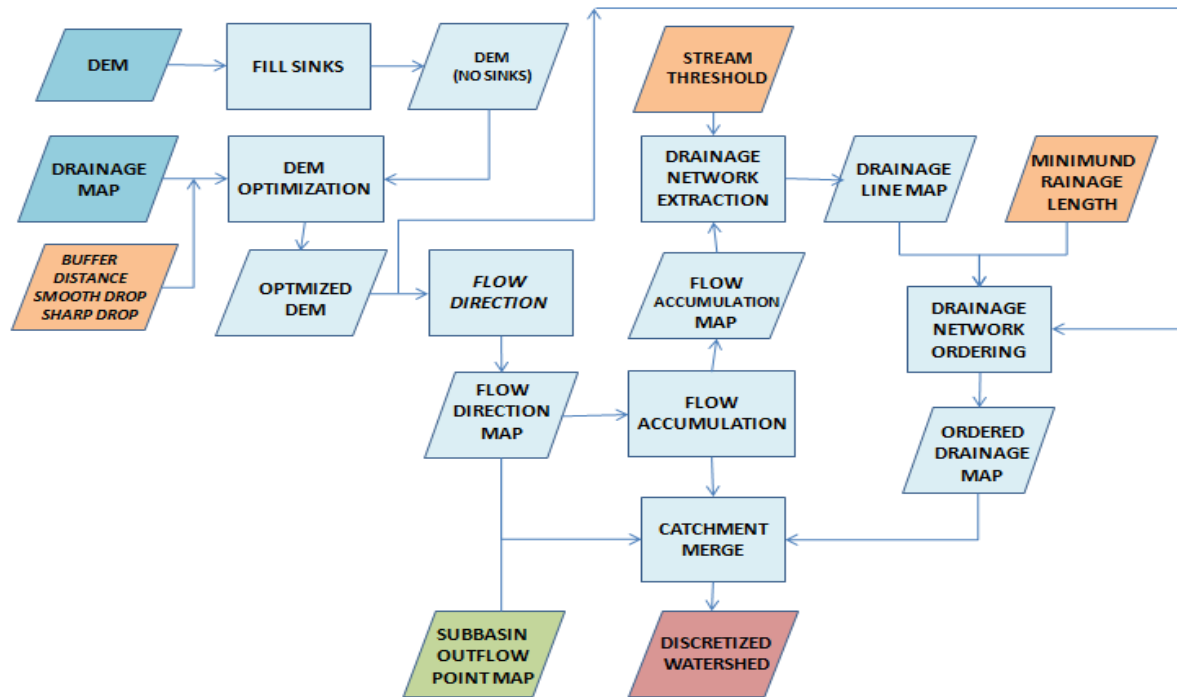 DEM
FILL SINKS
DEM
(NO SINKS)
STREAM
THRESHOLD
DRAINAGE
MAP
DEM
OPTIMIZATION
DRAINAGE
NETWORK
EXTRACTION
DRAINAGE
LINE MAP
MINIMUND
RAINAGE
LENGTH
BUFFER
DISTANCE
SMOOTH DROP
SHARP DROP
OPTMIZED
DEM
FLOW
DIRECTION
FLOW
ACCUMULATION
MAP
DRAINAGE
NETWORK
ORDERING
FLOW
DIRECTION
MAP
FLOW
ACCUMULATION
ORDERED
DRAINAGE
MAP
CATCHMENT
MERGE
SUBBASIN
OUTFLOW
POINT MAP
DISCRETIZED
WATERSHED